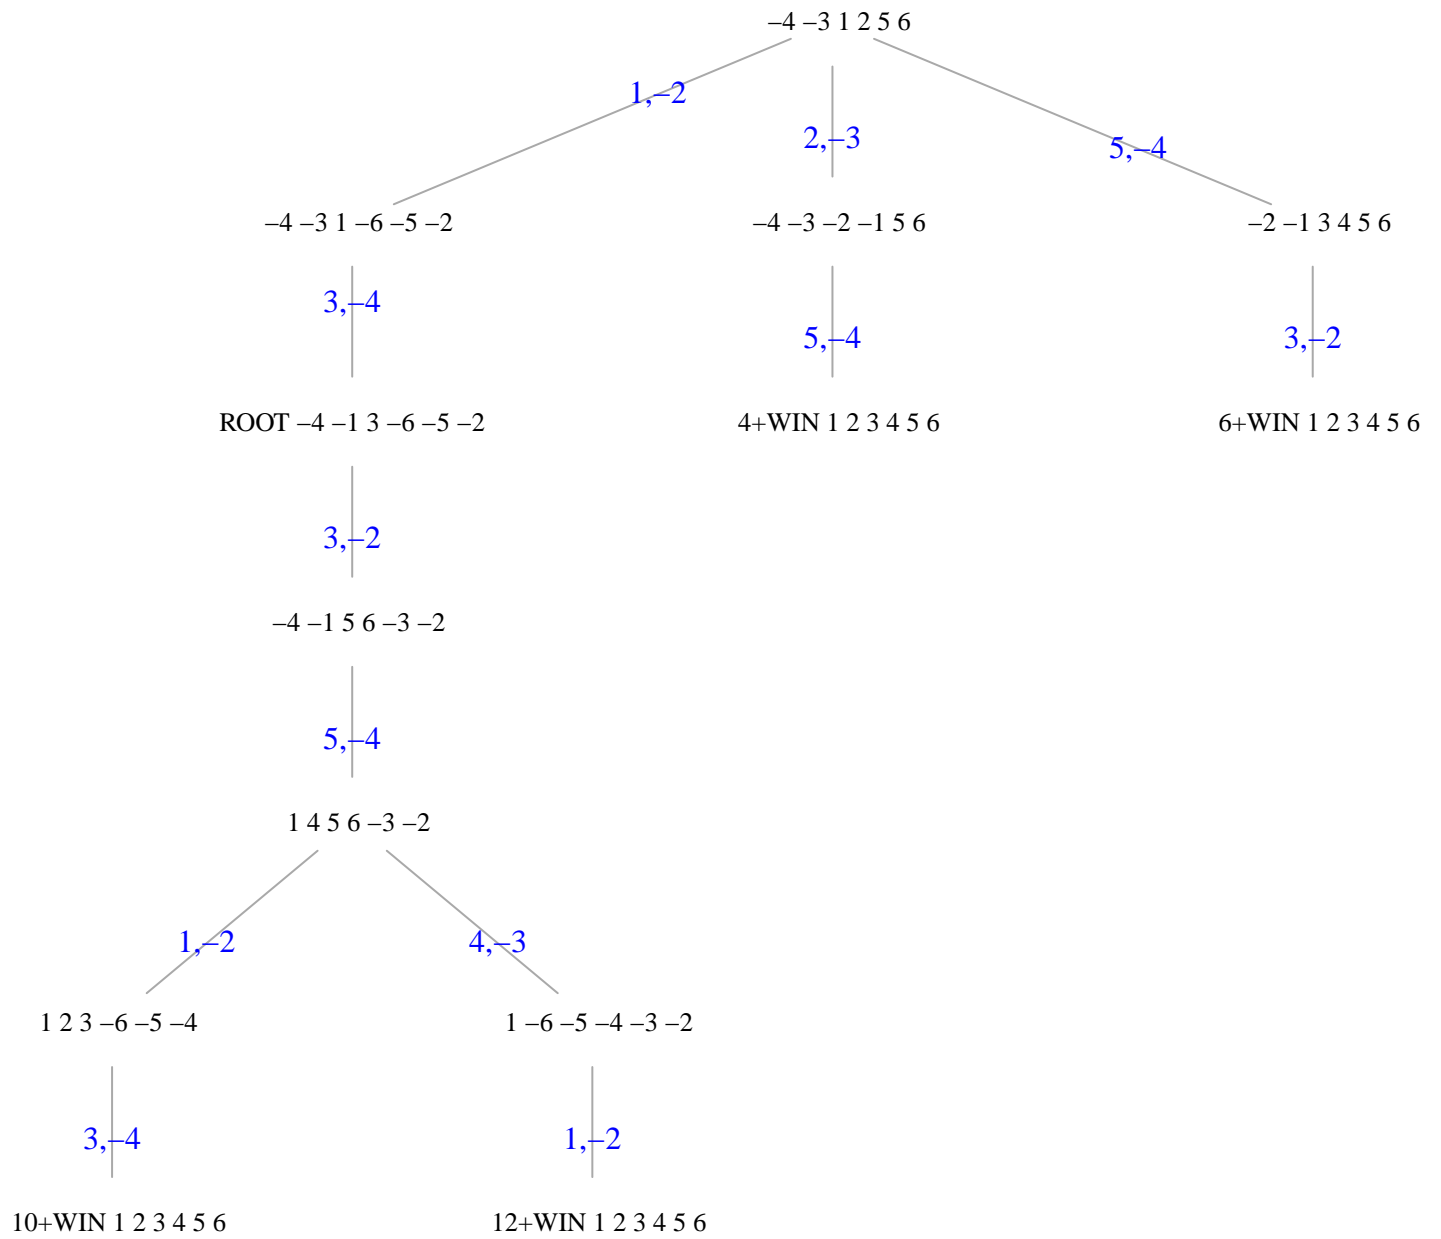 –4 –3 1 2 5 6
1,–2
2,–3
5,–4
–4 –3 1 –6 –5 –2
–4 –3 –2 –1 5 6
–2 –1 3 4 5 6
3,–4
5,–4
3,–2
ROOT –4 –1 3 –6 –5 –2
4+WIN 1 2 3 4 5 6
6+WIN 1 2 3 4 5 6
3,–2
–4 –1 5 6 –3 –2
5,–4
1 4 5 6 –3 –2
1,–2
4,–3
1 2 3 –6 –5 –4
1 –6 –5 –4 –3 –2
3,–4
1,–2
10+WIN 1 2 3 4 5 6
12+WIN 1 2 3 4 5 6